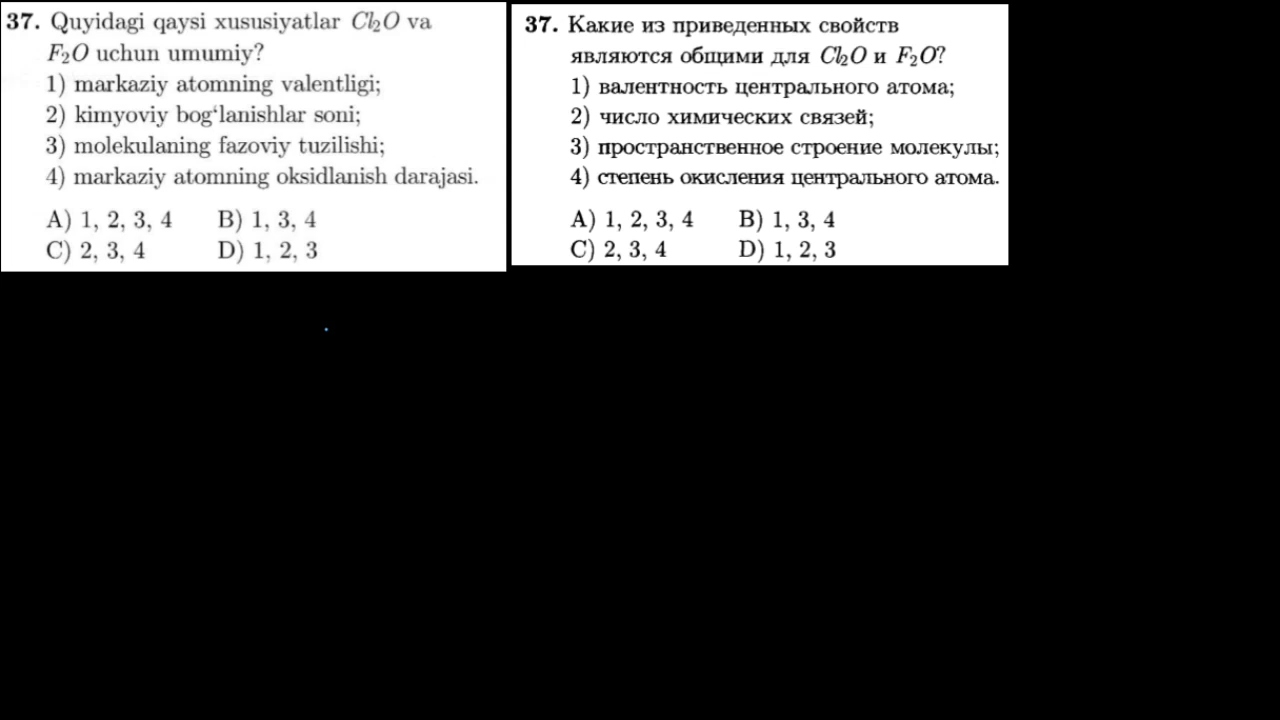 37. Quyidagi qaysi xususiyatlar Cl₂O va
F₂O uchun umumiy?
1) markaziy atomning valentligi;
2) kimyoviy bog‘lanishlar soni;
3) molekulaning fazoviy tuzilishi;
4) markaziy atomning oksidlanish darajasi.
A) 1, 2, 3, 4 B) 1, 3, 4
C) 2, 3, 4 D) 1, 2, 3
37. Какие из приведенных свойств
являются общими для Cl₂O и F₂O?
1) валентность центрального атома;
2) число химических связей;
3) пространственное строение молекулы;
4) степень окисления центрального атома.
A) 1, 2, 3, 4 B) 1, 3, 4
C) 2, 3, 4 D) 1, 2, 3